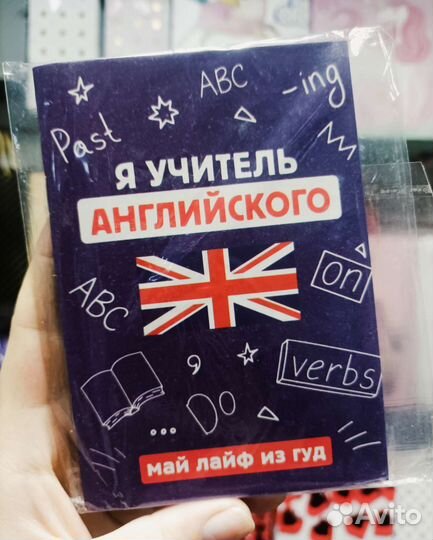 ABC
-ing
Past
Я УЧИТЕЛЬ
АНГЛИЙСКОГО
on
ABC
verbs
... DO
май лайф из гуд
Avito